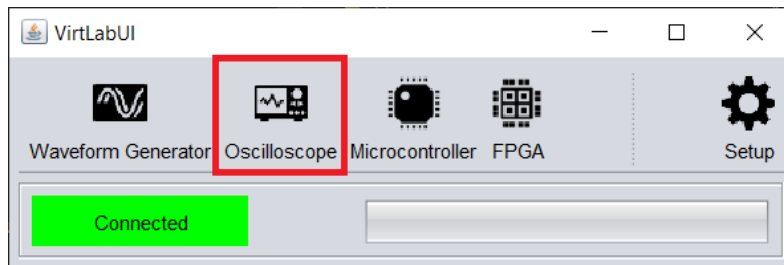 VirtLabUI
Waveform Generator Oscilloscope Microcontroller FPGA Setup
Connected